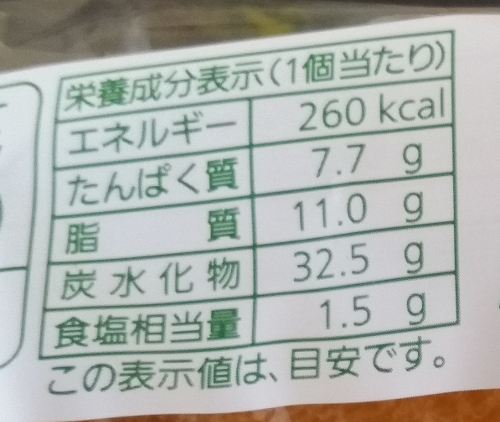 栄養成分表示(1個当たり)
エネルギー 260 kcal
たんぱく質 7.7 g
脂質 11.0 g
炭水化物 32.5 g
食塩相当量 1.5 g
この表示値は、目安です。